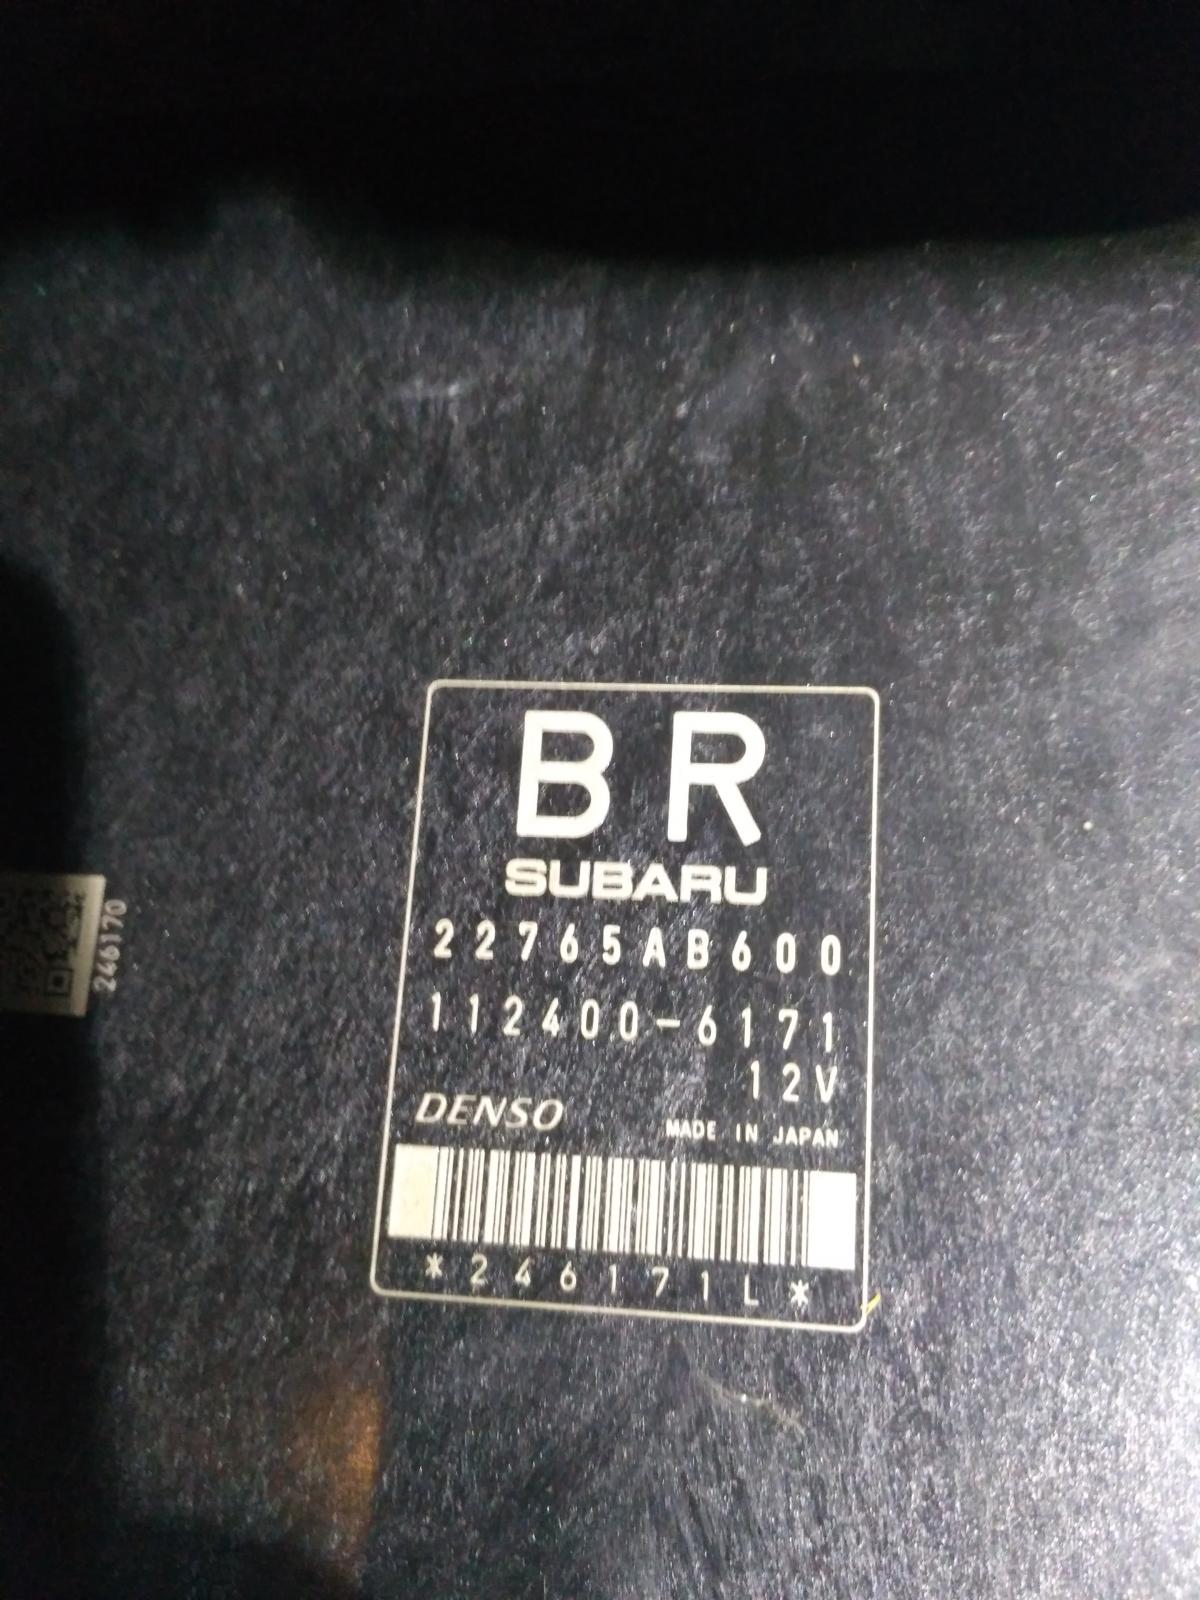 BR
SUBARU
22765AB600
112400-6171
12V
DENSO
MADE IN JAPAN
*246171L*
246170